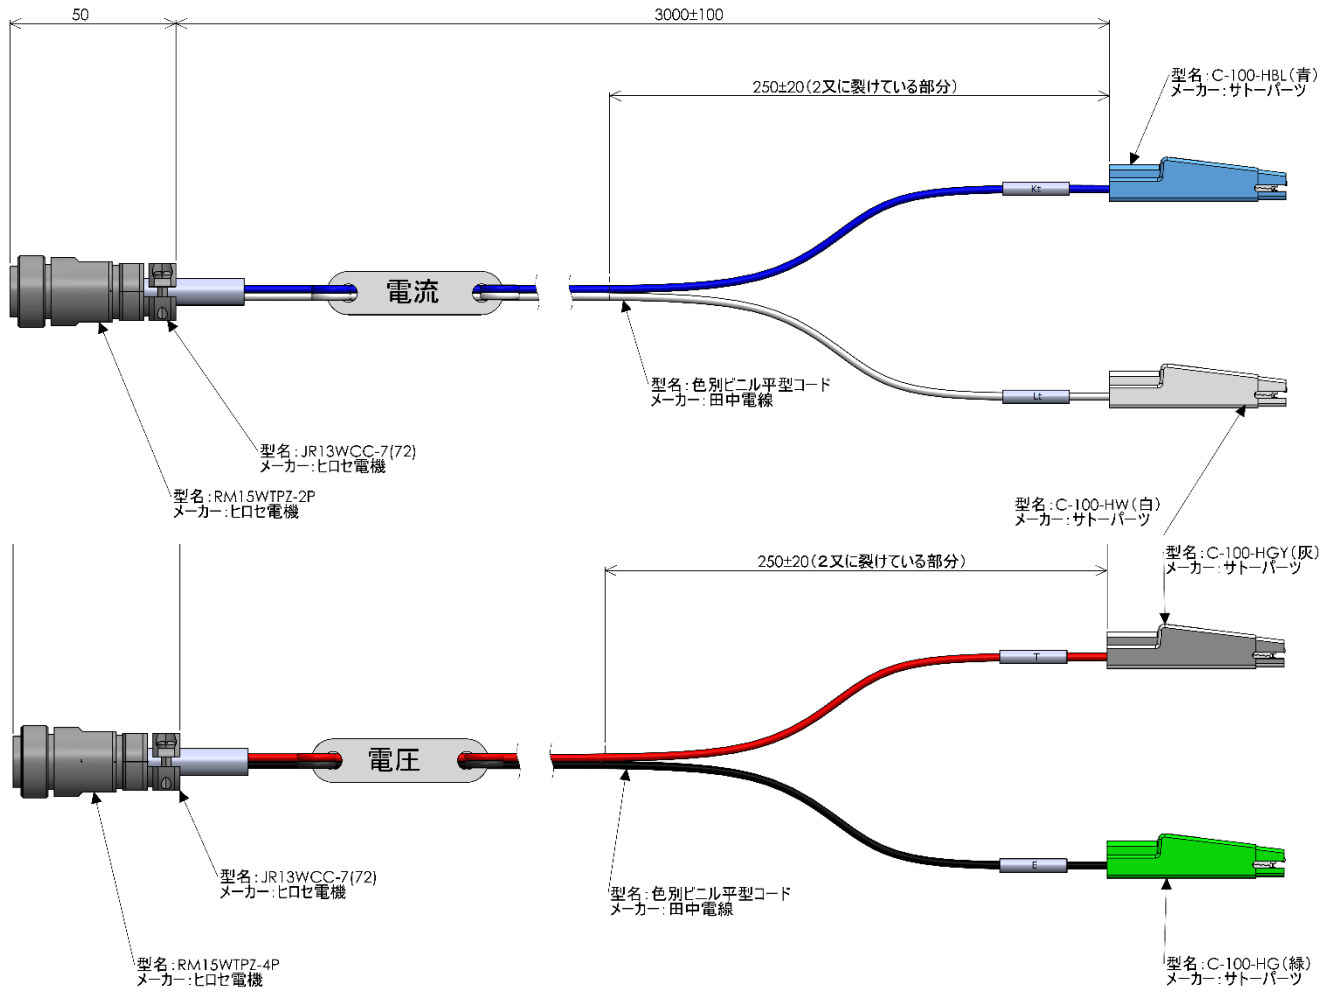 50
3000±100
250±20(2又に裂けている部分)
型名:C-100-HBL(青)
メーカー:サトーパーツ
Kt
電流
型名:色別ビニル平型コード
メーカー:田中電線
Lt
型名:JR13WCC-7(72)
メーカー:ヒロセ電機
型名:RM15WTPZ-2P
メーカー:ヒロセ電機
型名:C-100-HW(白)
メーカー:サトーパーツ
250±20(2又に裂けている部分)
型名:C-100-HGY(灰)
メーカー:サトーパーツ
T
電圧
E
型名:JR13WCC-7(72)
メーカー:ヒロセ電機
型名:色別ビニル平型コード
メーカー:田中電線
型名:RM15WTPZ-4P
メーカー:ヒロセ電機
型名:C-100-HG(緑)
メーカー:サトーパーツ